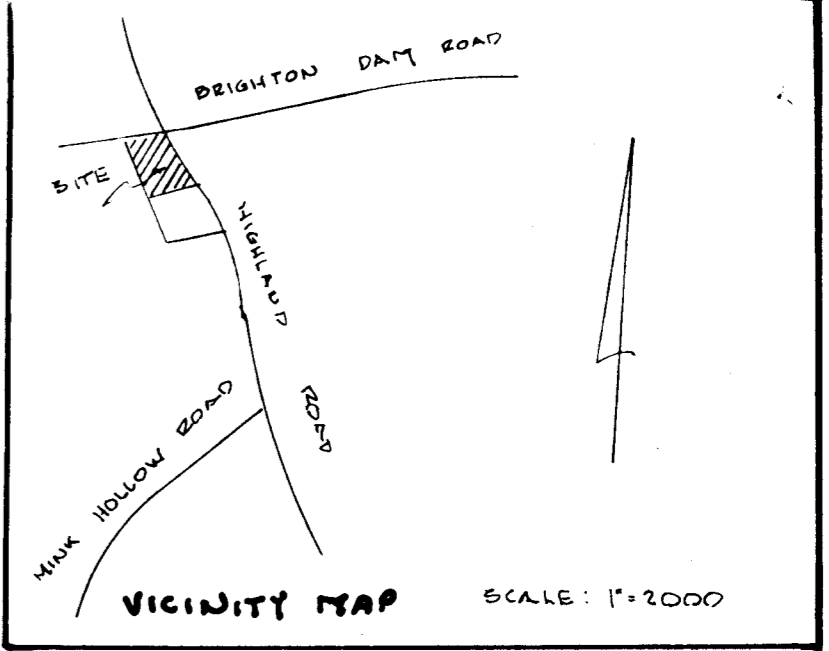 BRIGHTON DAM ROAD
SITE
HIGHLAND ROAD
MINK HOLLOW ROAD
VICINITY MAP
SCALE: 1"=2000